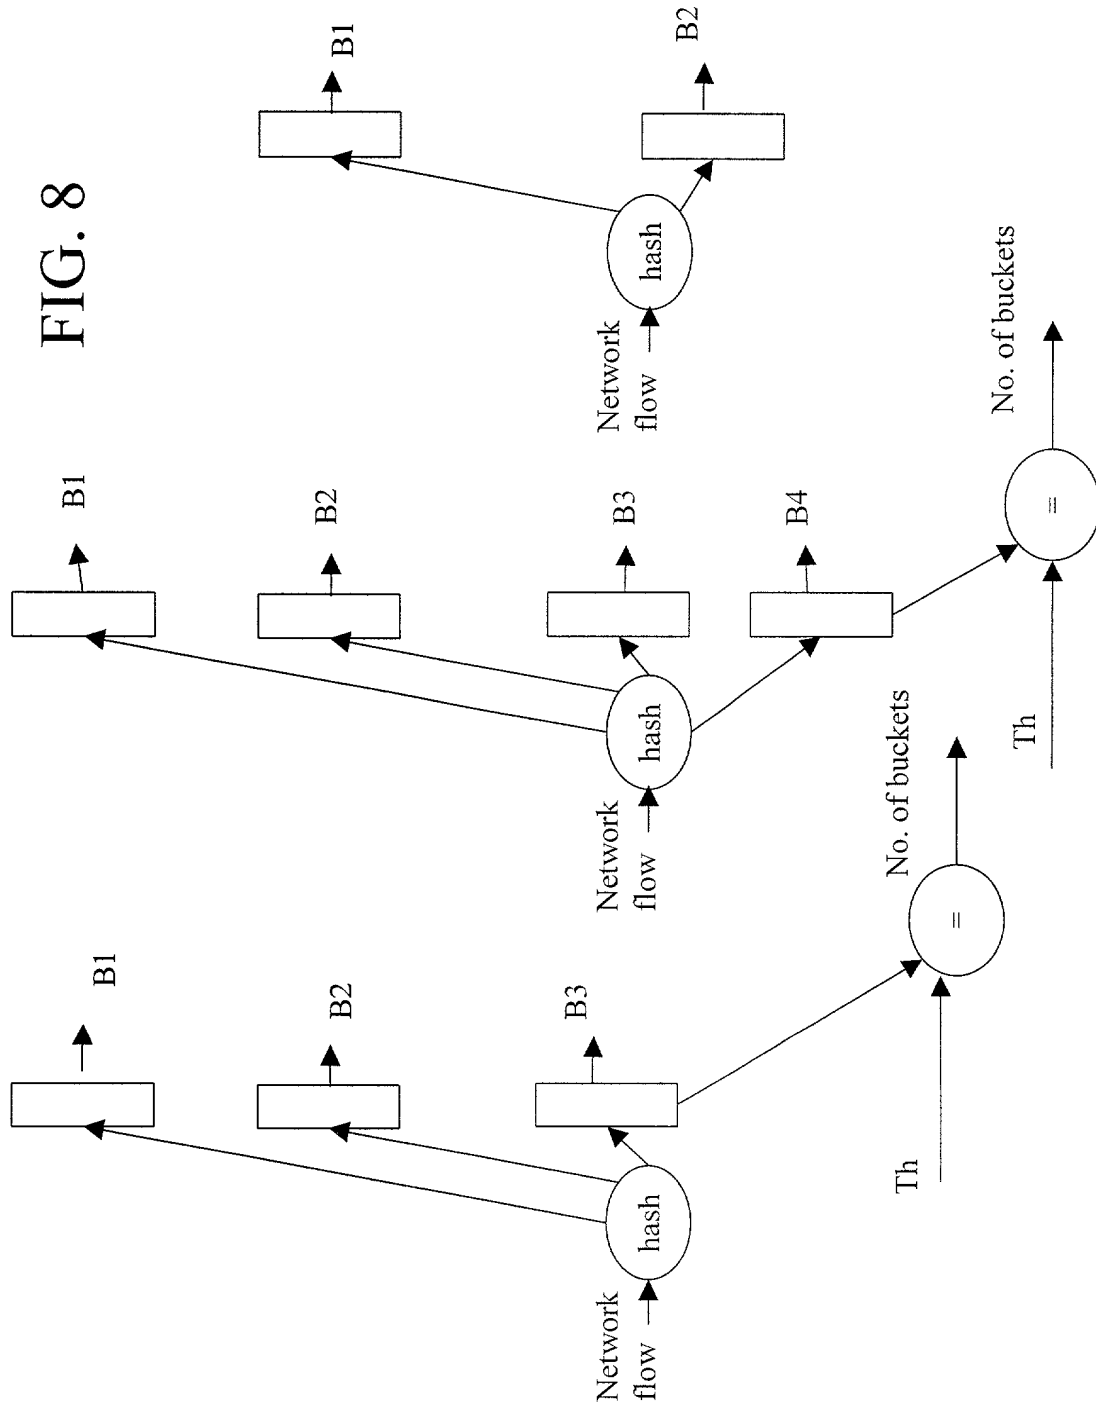 FIG. 8
B1
B2
B3
Network
flow
hash
Th
=
No. of buckets
B1
B2
B3
B4
Network
flow
hash
Th
=
No. of buckets
B1
B2
Network
flow
hash